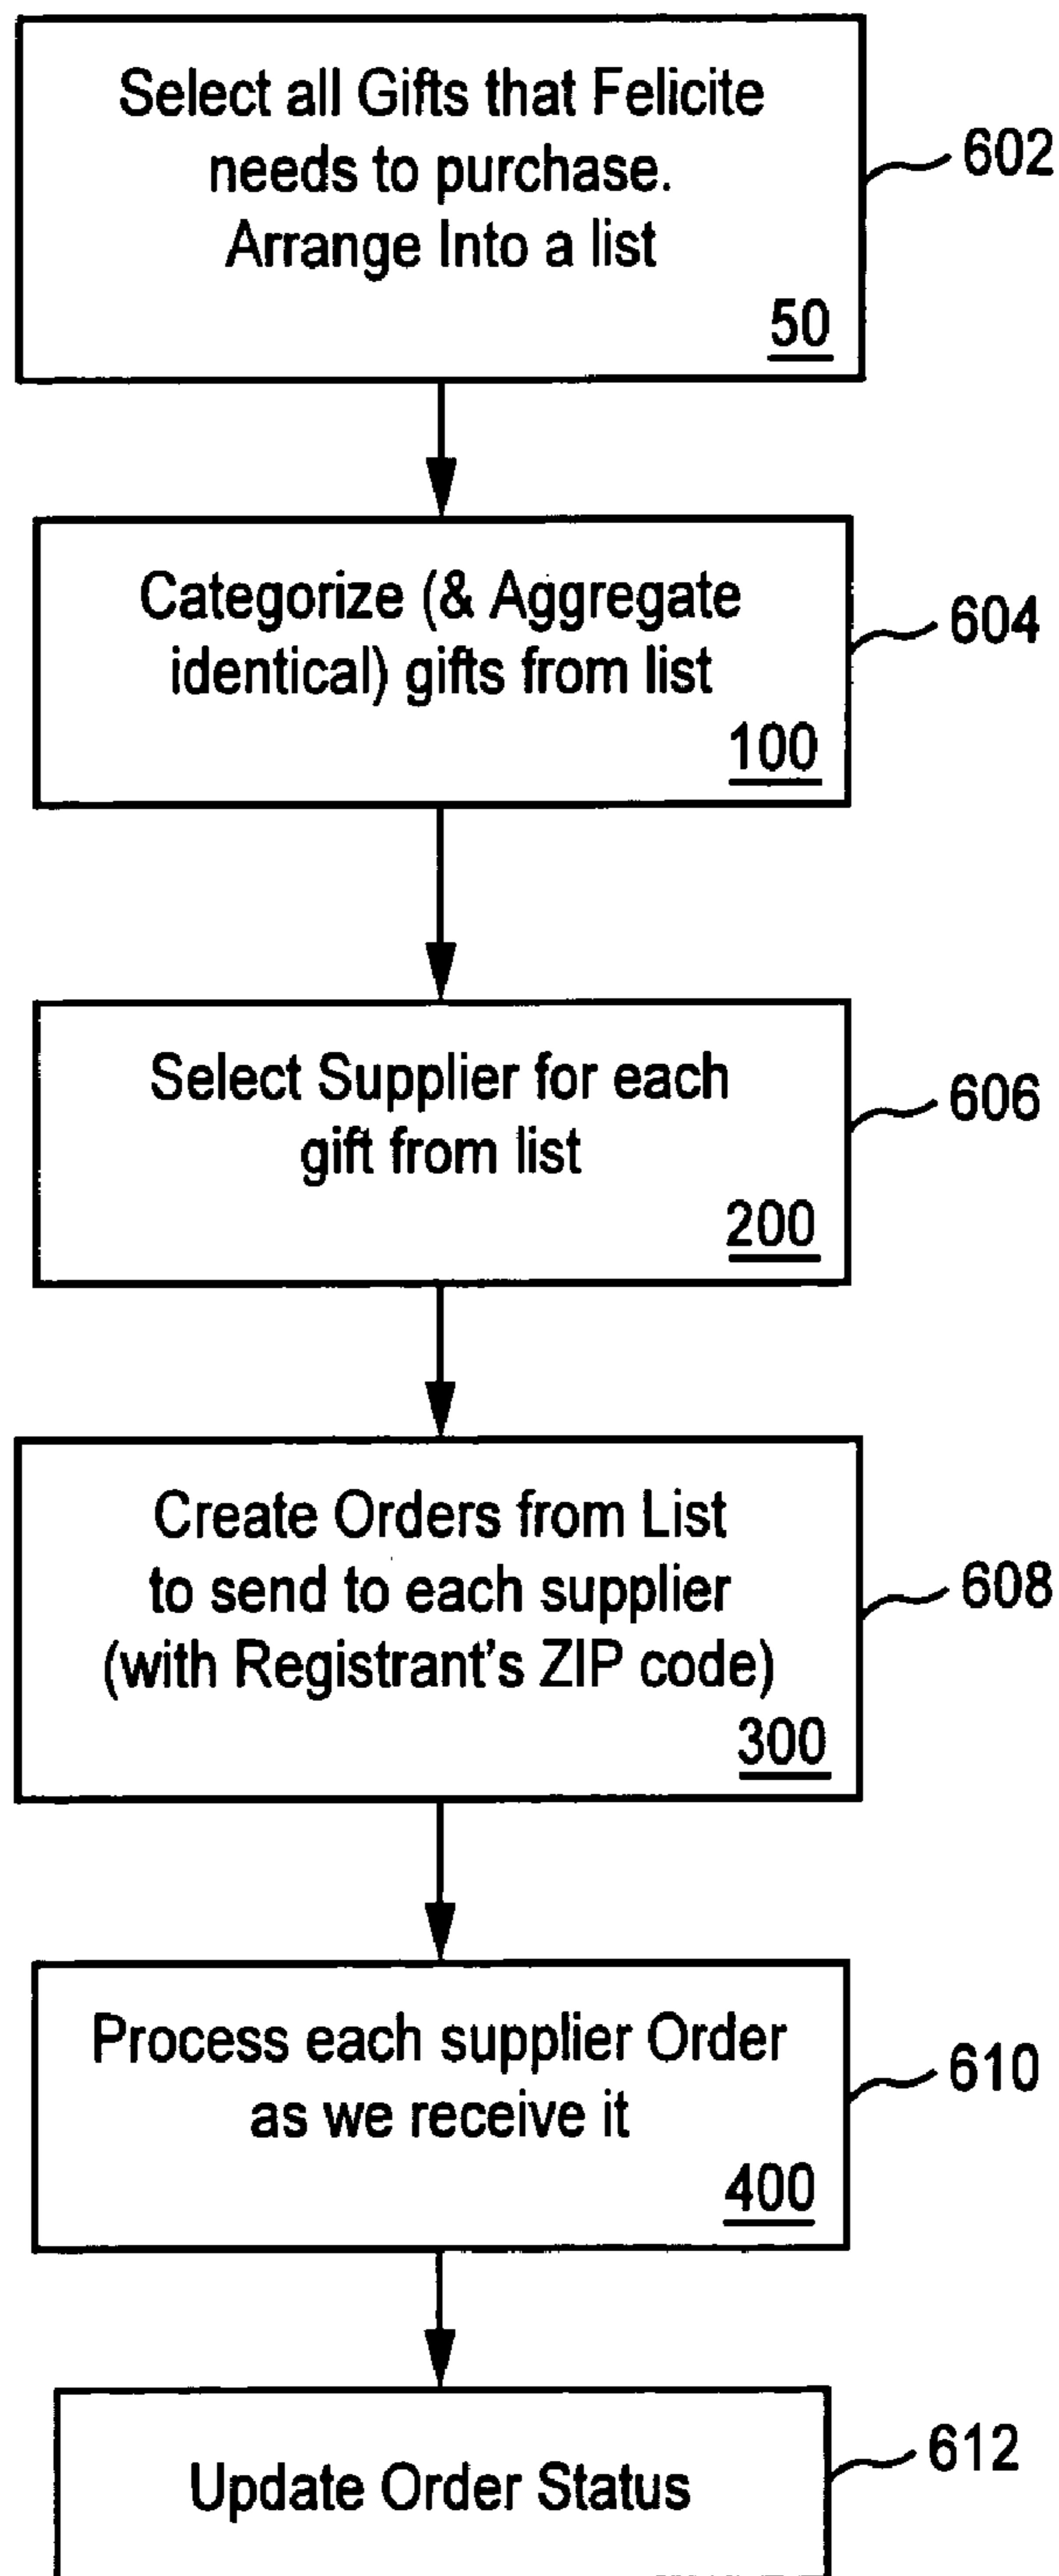 Select all Gifts that Felicite
needs to purchase.
Arrange Into a list
50
602
Categorize (& Aggregate
identical) gifts from list
100
604
Select Supplier for each
gift from list
200
606
Create Orders from List
to send to each supplier
(with Registrant's ZIP code)
300
608
Process each supplier Order
as we receive it
400
610
Update Order Status
612